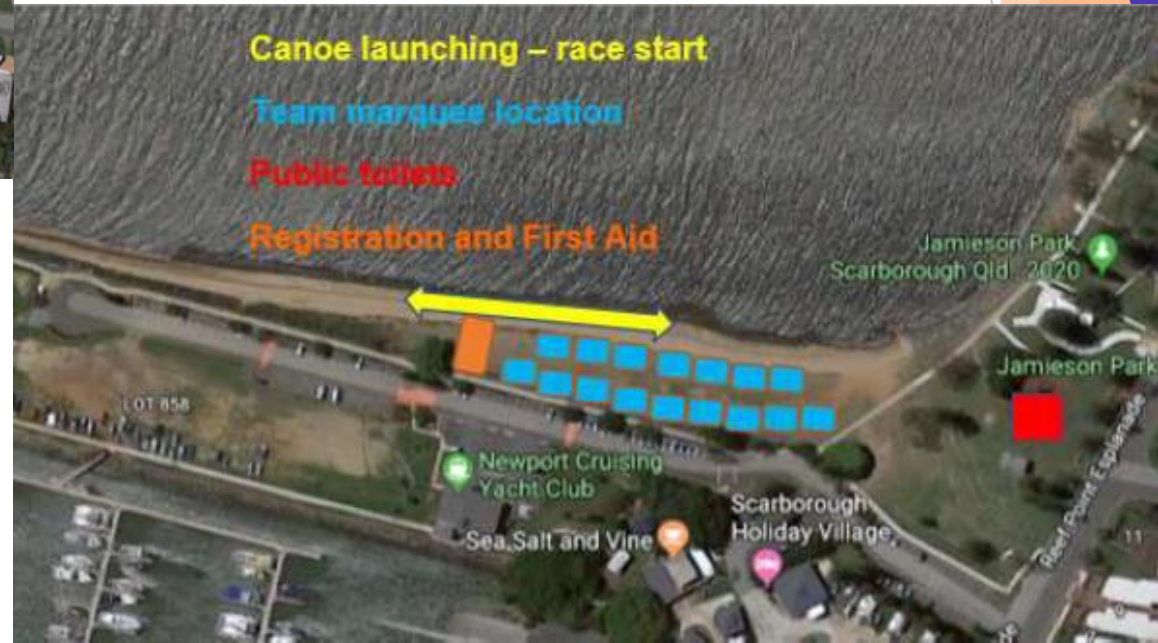 Canoe launching – race start
Team marquee location
Public toilets
Registration and First Aid
Jamieson Park,
Scarborough Qld, 2020
Jamieson Park
LOT 858
Reef Point Esplanade
Newport Cruising
Yacht Club
Scarborough
Holiday Village
Sea Salt and Vine
11